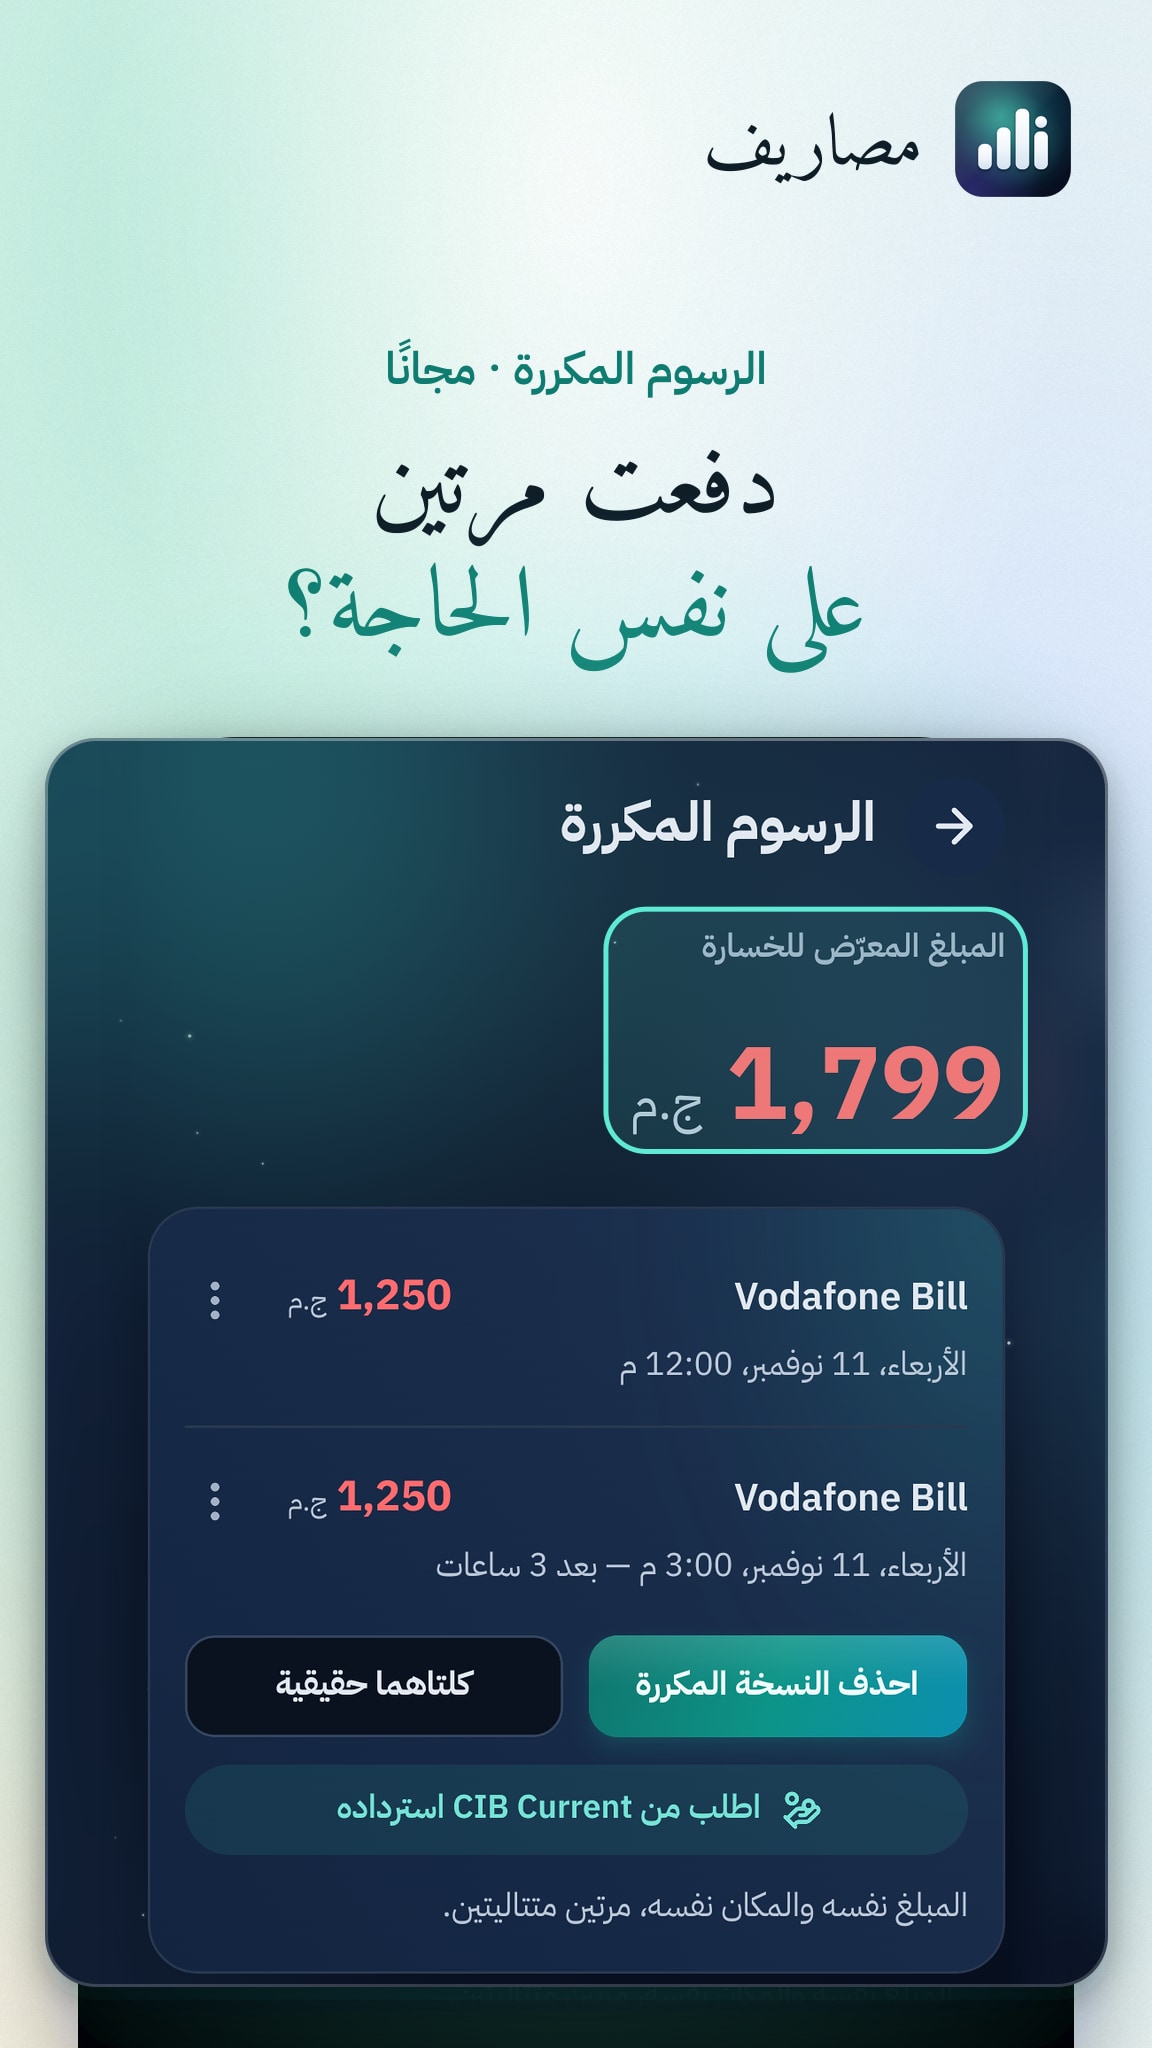 مصاريف
الرسوم المكررة · مجانًا
دفعت مرتين
على نفس الحاجة؟
الرسوم المكررة
المبلغ المعرّض للخسارة
1,799 ج.م
Vodafone Bill 1,250 ج.م
الأربعاء، 11 نوفمبر، 12:00 م
Vodafone Bill 1,250 ج.م
الأربعاء، 11 نوفمبر، 3:00 م — بعد 3 ساعات
احذف النسخة المكررة
كلتاهما حقيقية
اطلب من CIB Current استرداده
المبلغ نفسه والمكان نفسه، مرتين متتاليتين.